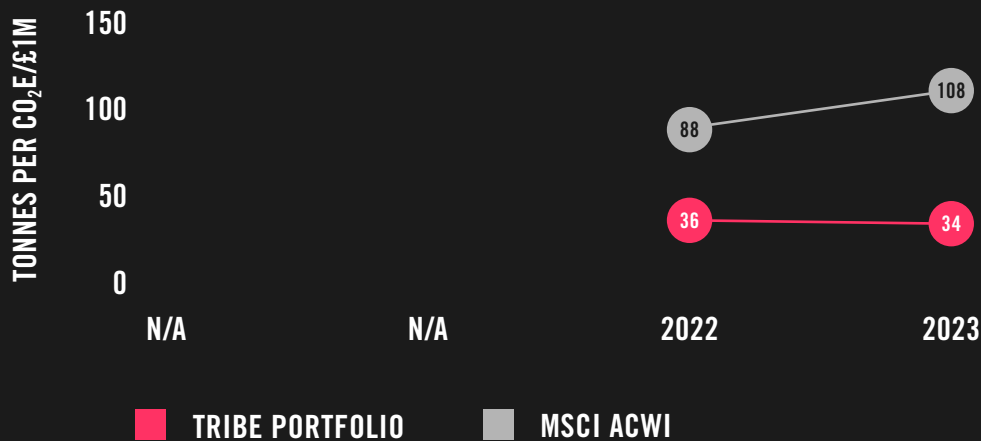 TONNES PER CO₂E/£1M
150
100
50
0
88
108
36
34
N/A
N/A
2022
2023
TRIBE PORTFOLIO
MSCI ACWI